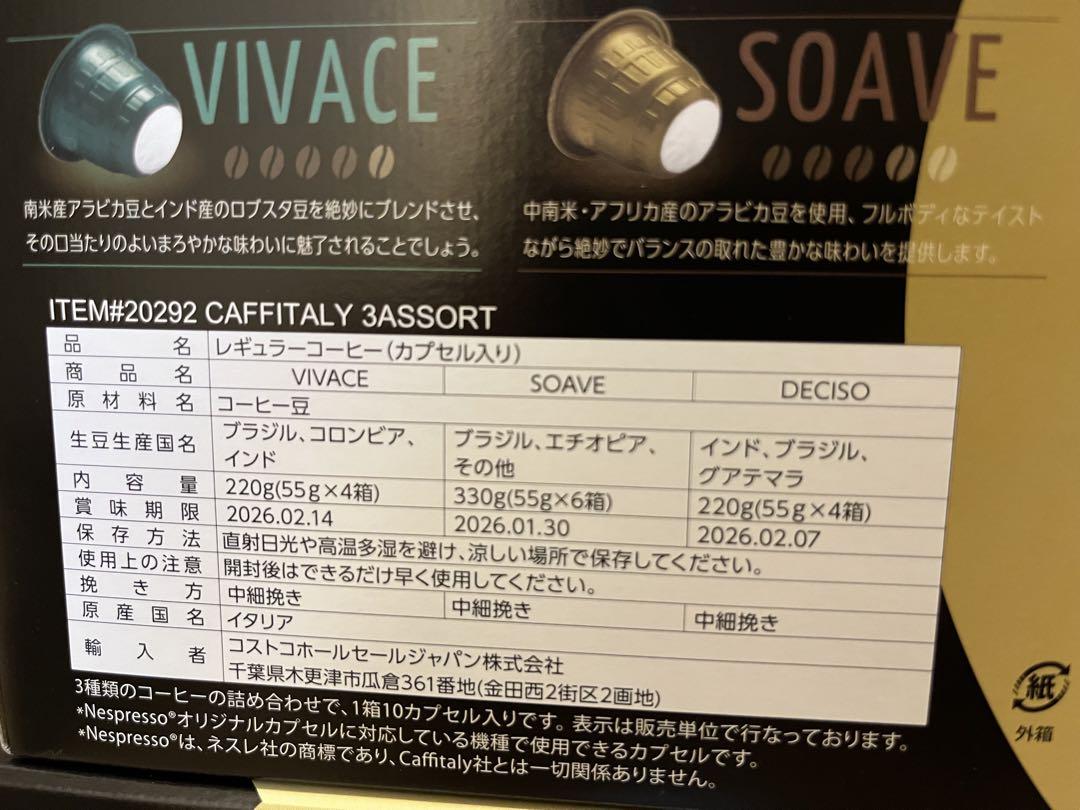 VIVACE
南米産アラビカ豆とインド産のロブスタ豆を絶妙にブレンドさせ、
その口当たりのよいまろやかな味わいに魅了されることでしょう。
SOAVE
中南米・アフリカ産のアラビカ豆を使用、フルボディなテイスト
ながら絶妙でバランスの取れた豊かな味わいを提供します。
ITEM#20292 CAFFITALY 3ASSORT
品名 レギュラーコーヒー(カプセル入り)
商品名 VIVACE SOAVE DECISO
原材料名 コーヒー豆
生豆生産国名 ブラジル、コロンビア、 ブラジル、エチオピア、 インド、ブラジル、
インド その他 グアテマラ
内容量 220g(55g×4箱) 330g(55g×6箱) 220g(55g×4箱)
賞味期限 2026.02.14 2026.01.30 2026.02.07
保存方法 直射日光や高温多湿を避け、涼しい場所で保存してください。
使用上の注意 開封後はできるだけ早く使用してください。
挽き方 中細挽き 中細挽き 中細挽き
原産国名 イタリア
輸入者 コストコホールセールジャパン株式会社
千葉県木更津市瓜倉361番地(金田西2街区2画地)
3種類のコーヒーの詰め合わせで、1箱10カプセル入りです。表示は販売単位で行なっております。
*Nespresso®オリジナルカプセルに対応している機種で使用できるカプセルです。
*Nespresso®は、ネスレ社の商標であり、Caffitaly社とは一切関係ありません。
紙
外箱